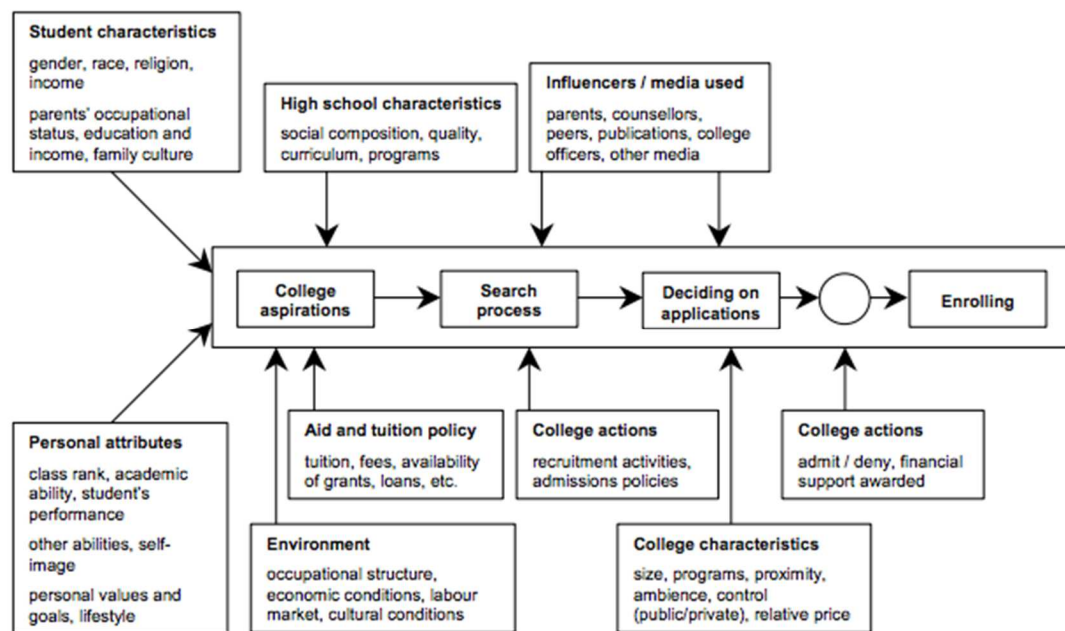 Student characteristics
gender, race, religion,
income
parents' occupational
status, education and
income, family culture
High school characteristics
social composition, quality,
curriculum, programs
Influencers / media used
parents, counsellors,
peers, publications, college
officers, other media
College
aspirations
Search
process
Deciding on
applications
Enrolling
Personal attributes
class rank, academic
ability, student's
performance
other abilities, self-
image
personal values and
goals, lifestyle
Aid and tuition policy
tuition, fees, availability
of grants, loans, etc.
College actions
recruitment activities,
admissions policies
College actions
admit / deny, financial
support awarded
Environment
occupational structure,
economic conditions, labour
market, cultural conditions
College characteristics
size, programs, proximity,
ambience, control
(public/private), relative price